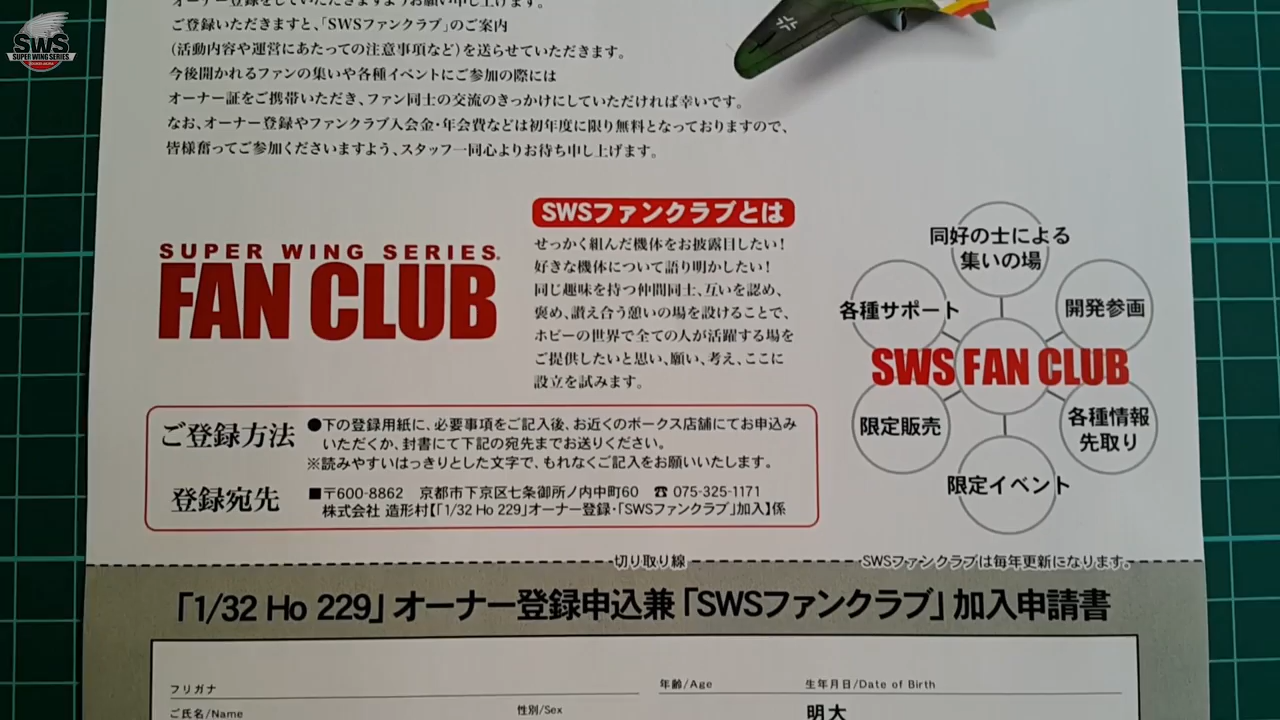 SWS
SUPER WING SERIES
オーナー登録をしていただきますようお願い申し上げます。
ご登録いただきますと、「SWSファンクラブ」のご案内
(活動内容や運営にあたっての注意事項など)を送らせていただきます。
今後開かれるファンの集いや各種イベントにご参加の際には
オーナー証をご携帯いただき、ファン同士の交流のきっかけにしていただければ幸いです。
なお、オーナー登録やファンクラブ入会金・年会費などは初年度に限り無料となっておりますので、
皆様奮ってご参加くださいますよう、スタッフ一同心よりお待ち申し上げます。
SUPER WING SERIES.
FAN CLUB
SWSファンクラブとは
せっかく組んだ機体をお披露目したい!
好きな機体について語り明かしたい!
同じ趣味を持つ仲間同士、互いを認め、
褒め、讃え合う憩いの場を設けることで、
ホビーの世界で全ての人が活躍する場を
ご提供したいと思い、願い、考え、ここに
設立を試みます。
同好の士による
集いの場
各種サポート
開発参画
SWS FAN CLUB
限定販売
各種情報
先取り
限定イベント
ご登録方法
●下の登録用紙に、必要事項をご記入後、お近くのボークス店舗にてお申込み
いただくか、封書にて下記の宛先までお送りください。
※読みやすいはっきりとした文字で、もれなくご記入をお願いいたします。
登録宛先
■〒600-8862 京都市下京区七条御所ノ内中町60 ☎ 075-325-1171
株式会社 造形村【「1/32 Ho 229」オーナー登録・「SWSファンクラブ」加入】係
切り取り線
SWSファンクラブは毎年更新になります。
「1/32 Ho 229」オーナー登録申込兼「SWSファンクラブ」加入申請書
フリガナ
年齢/Age
生年月日/Date of Birth
ご氏名/Name
性別/Sex
明大